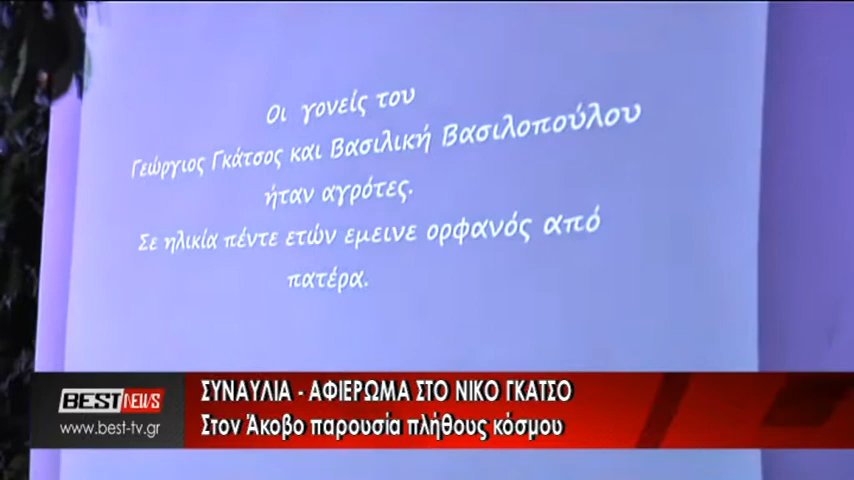 Οι γονείς του
Γεώργιος Γκάτσος και Βασιλική Βασιλοπούλου
ήταν αγρότες.
Σε ηλικία πέντε ετών εμεινε ορφανός από
πατέρα.
BEST NEWS
www.best-tv.gr
ΣΥΝΑΥΛΙΑ - ΑΦΙΕΡΩΜΑ ΣΤΟ ΝΙΚΟ ΓΚΑΤΣΟ
Στον Άκοβο παρουσία πλήθους κόσμου